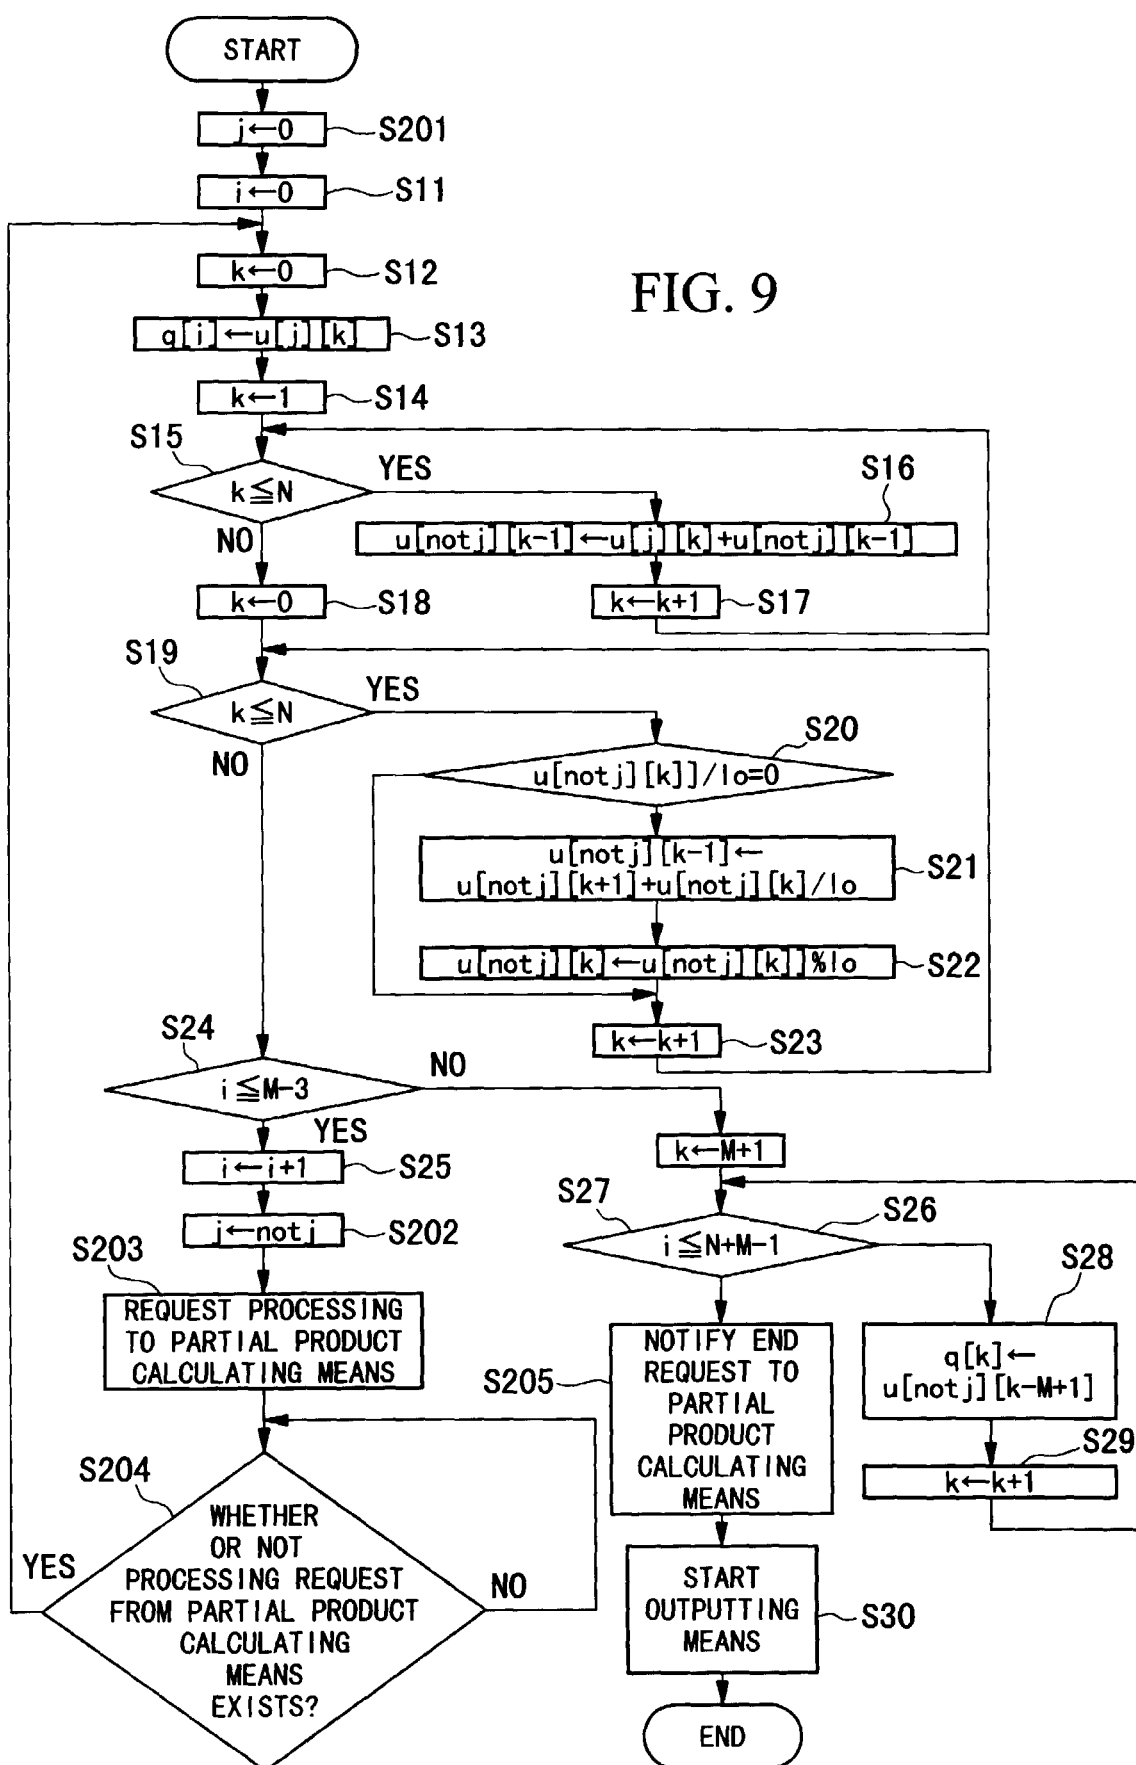 START
j←0
S201
i←0
S11
k←0
S12
FIG. 9
q[i]←u[j][k]
S13
k←1
S14
S15
k≦N
YES
NO
S16
u[notj][k-1]←u[j][k]+u[notj][k-1]
k←0
S18
k←k+1
S17
S19
k≦N
YES
NO
S20
u[notj][k]]/lo=0
u[notj][k-1]←
u[notj][k+1]+u[notj][k]/lo
S21
u[notj][k]←u[notj][k]]%lo
S22
k←k+1
S23
S24
i≦M-3
NO
YES
k←M+1
i←i+1
S25
j←notj
S202
S27
S26
i≦N+M-1
S203
REQUEST PROCESSING
TO PARTIAL PRODUCT
CALCULATING MEANS
S28
q[k]←
u[notj][k-M+1]
S205
NOTIFY END
REQUEST TO
PARTIAL
PRODUCT
CALCULATING
MEANS
S29
k←k+1
S204
WHETHER
OR NOT
PROCESSING REQUEST
FROM PARTIAL PRODUCT
CALCULATING
MEANS
EXISTS?
YES
NO
START
OUTPUTTING
MEANS
S30
END